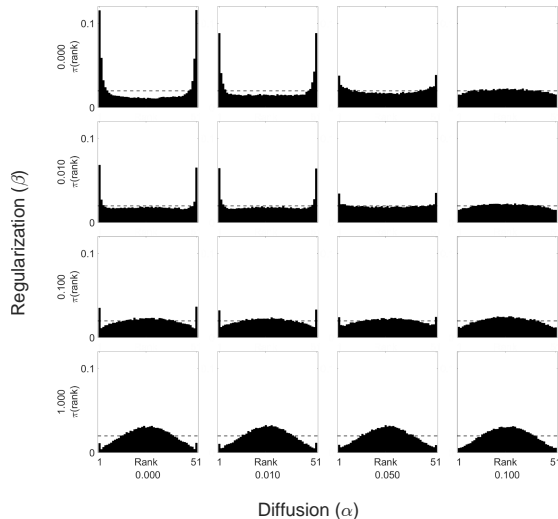 0.1
0.000
π(rank)
0
0.1
0.010
π(rank)
0
0.1
0.100
π(rank)
0
0.1
1.000
π(rank)
0
Regularization (β)
1 Rank 51 1 Rank 51 1 Rank 51 1 Rank 5
0.000 0.010 0.050 0.100
Diffusion (α)